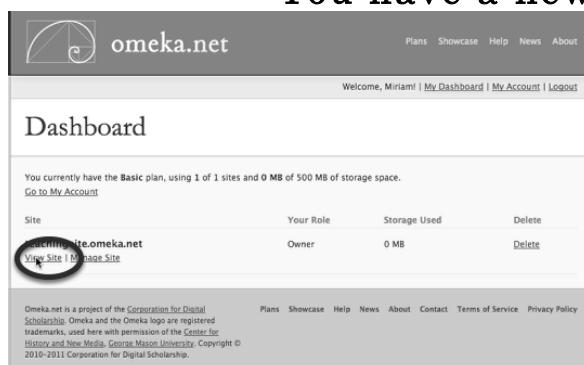 You have a new
omeka.net
Plans Showcase Help News About
Welcome, Miriam! | My Dashboard | My Account | Logout
Dashboard
You currently have the Basic plan, using 1 of 1 sites and 0 MB of 500 MB of storage space.
Go to My Account
Site Your Role Storage Used Delete
teachingsite.omeka.net Owner 0 MB Delete
View Site | Manage Site
Omeka.net is a project of the Corporation for Digital
Scholarship. Omeka and the Omeka logo are registered
trademarks, used here with permission of the Center for
History and New Media, George Mason University. Copyright ©
2010-2011 Corporation for Digital Scholarship.
Plans Showcase Help News About Contact Terms of Service Privacy Policy